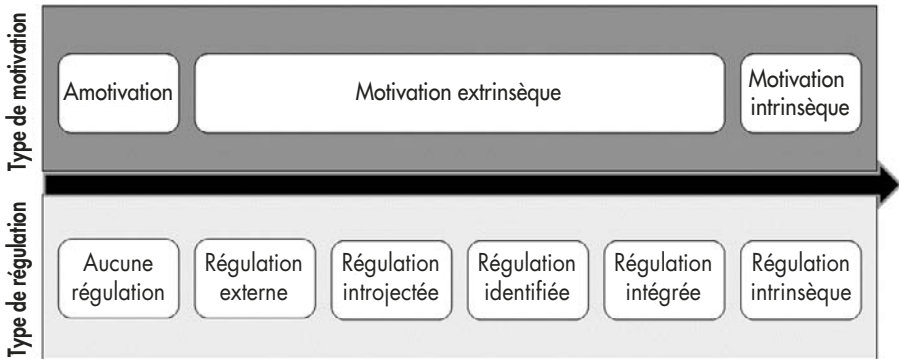 Type de motivation
Amotivation
Motivation extrinsèque
Motivation
intrinsèque
Type de régulation
Aucune
régulation
Régulation
externe
Régulation
introjectée
Régulation
identifiée
Régulation
intégrée
Régulation
intrinsèque